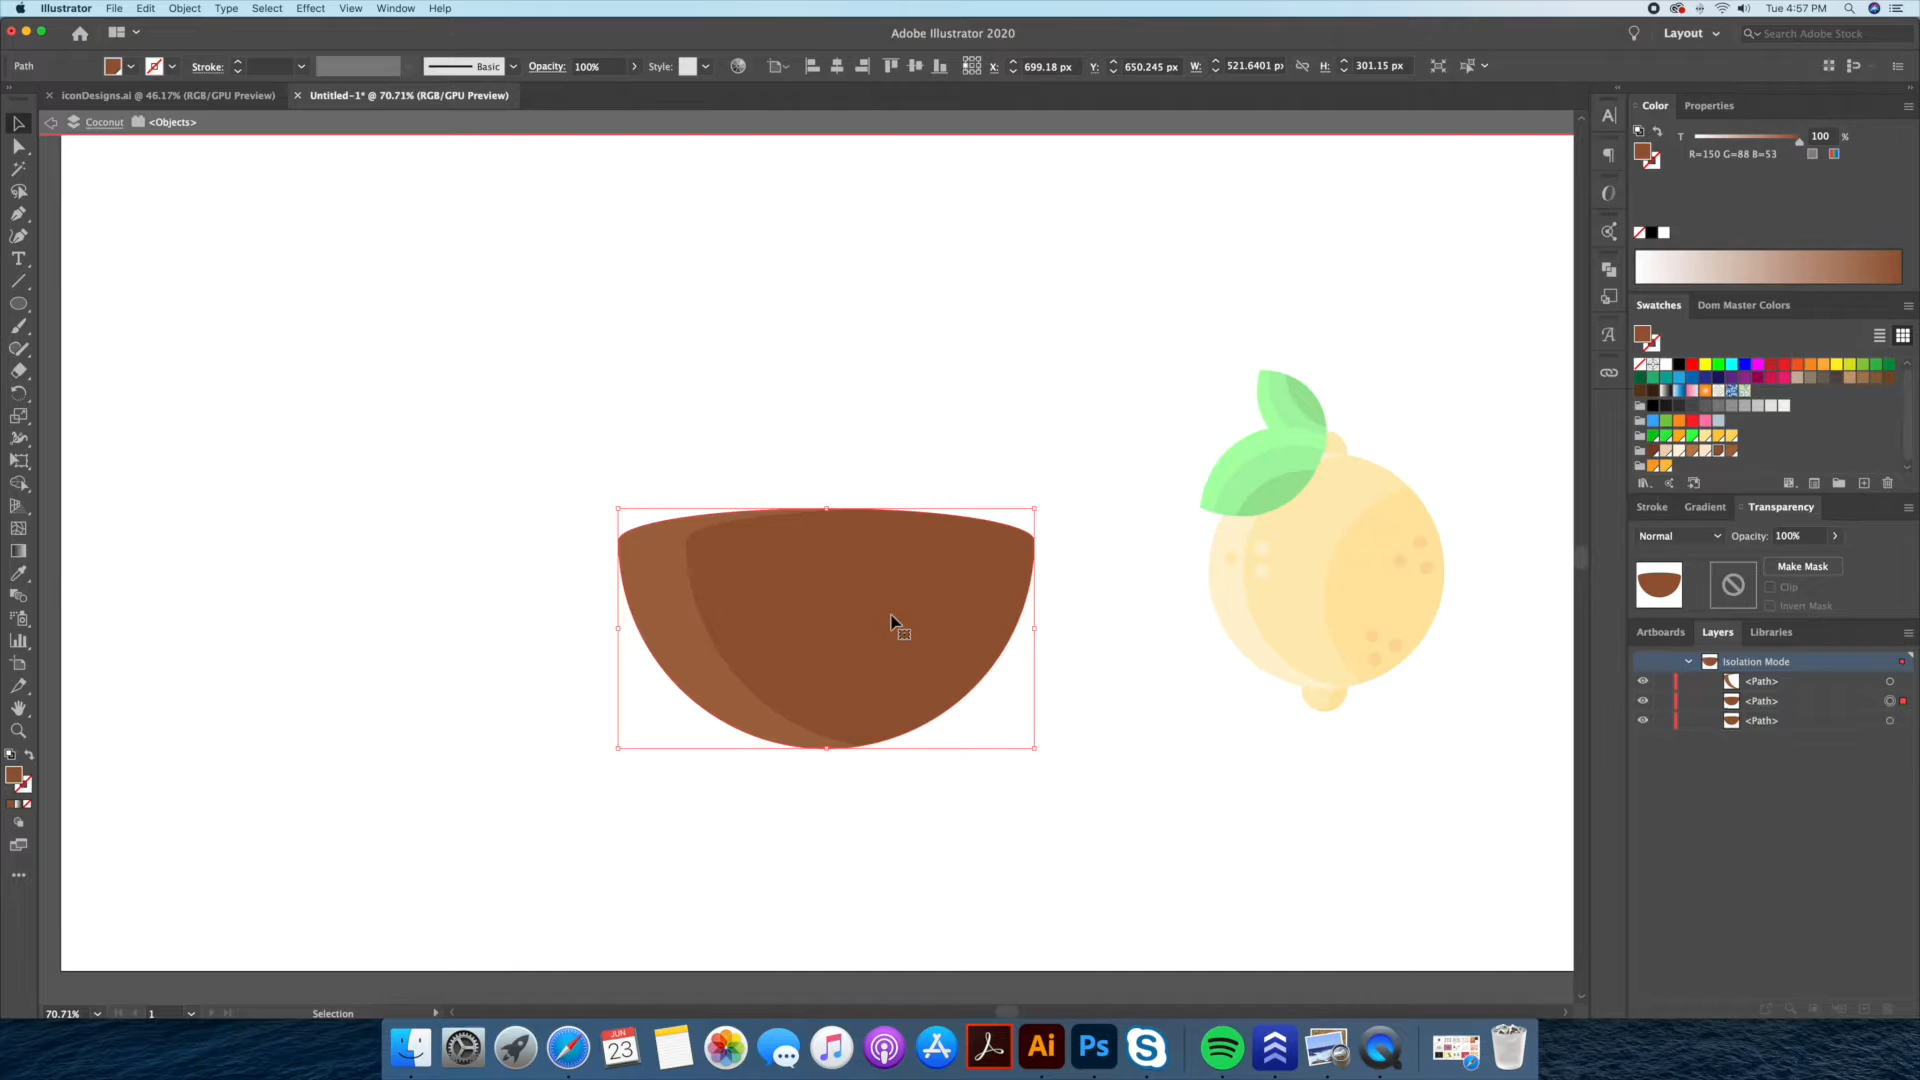 Illustrator File Edit Object Type Select Effect View Window Help Tue 4:57 PM
Adobe Illustrator 2020 Layout Search Adobe Stock
Path Stroke: Basic Opacity: 100% Style: X: 699.18 px Y: 650.245 px W: 521.6401 p H: 301.15 px
iconDesigns.ai @ 46.17% (RGB/GPU Preview) Untitled-1* @ 70.71% (RGB/GPU Preview)
Coconut <Objects>
Color Properties
T 100 %
R=150 G=88 B=53
Swatches Dom Master Colors
Stroke Gradient Transparency
Normal Opacity: 100%
Make Mask
Clip
Invert Mask
Artboards Layers Libraries
Isolation Mode
<Path>
<Path>
<Path>
70.71% 1 Selection
JUN
23
Ai Ps